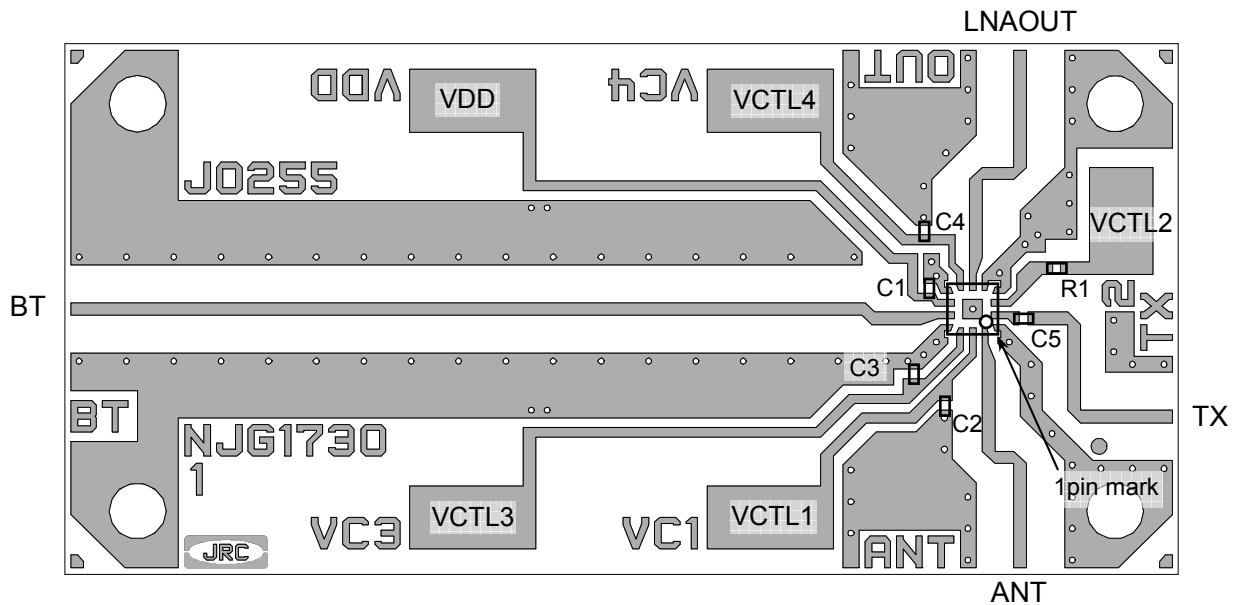 LNAOUT
VDD
VDD
VC4
VCTL4
OUT
J0255
C4
VCTL2
C1
R1
BT
2
TX
C5
C3
BT
C2
TX
NJG1730
1
1pin mark
VC3
VCTL3
VC1
VCTL1
ANT
JRC
ANT